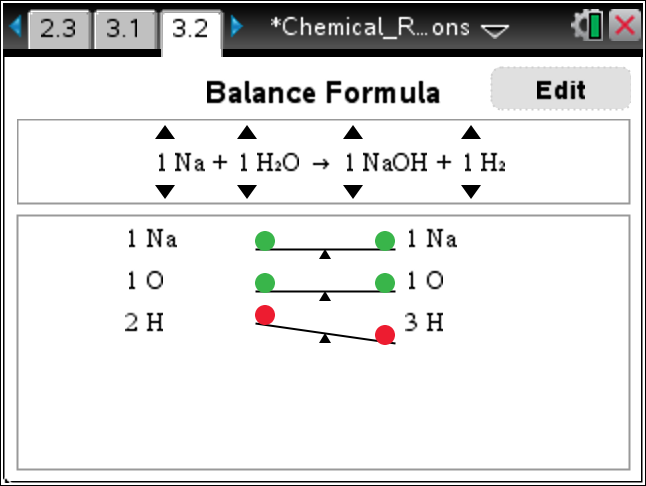 2.3 3.1 3.2 *Chemical_R...ons
Balance Formula Edit
1 Na + 1 H₂O → 1 NaOH + 1 H₂
1 Na 1 Na
1 O 1 O
2 H 3 H